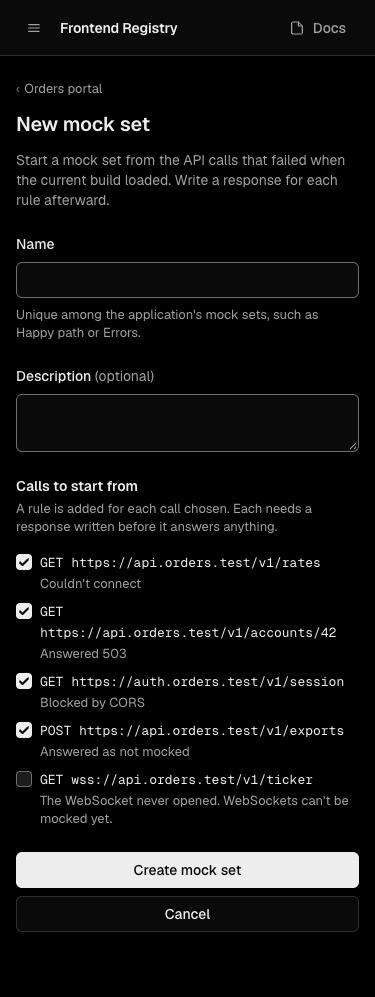 Frontend Registry
Docs
‹ Orders portal
New mock set
Start a mock set from the API calls that failed when
the current build loaded. Write a response for each
rule afterward.
Name
Unique among the application's mock sets, such as
Happy path or Errors.
Description (optional)
Calls to start from
A rule is added for each call chosen. Each needs a
response written before it answers anything.
GET https://api.orders.test/v1/rates
Couldn't connect
GET
https://api.orders.test/v1/accounts/42
Answered 503
GET https://auth.orders.test/v1/session
Blocked by CORS
POST https://api.orders.test/v1/exports
Answered as not mocked
GET wss://api.orders.test/v1/ticker
The WebSocket never opened. WebSockets can't be
mocked yet.
Create mock set
Cancel